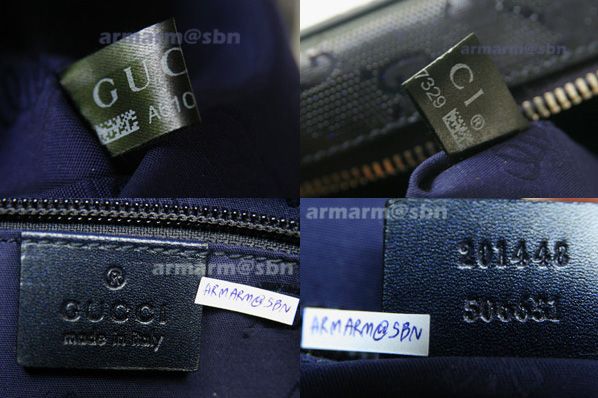 armarm@sbn
GUC
A010
armarm@sbn
CI®
7329
armarm@sbn
®
GUCCI
made in italy
ARMARM@SBN
armarm@sbn
201448
ARMARM@SBN